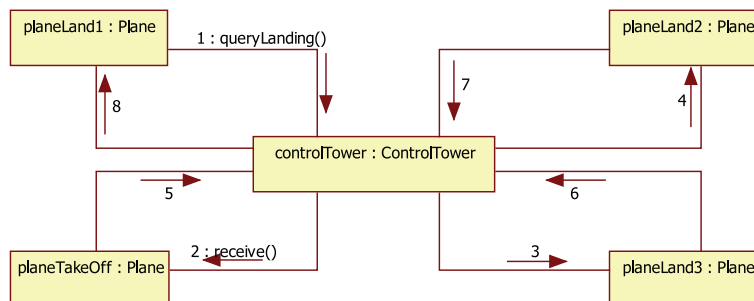 planeLand1 : Plane
1 : queryLanding()
planeLand2 : Plane
7
8
4
controlTower : ControlTower
5
6
2 : receive()
3
planeTakeOff : Plane
planeLand3 : Plane